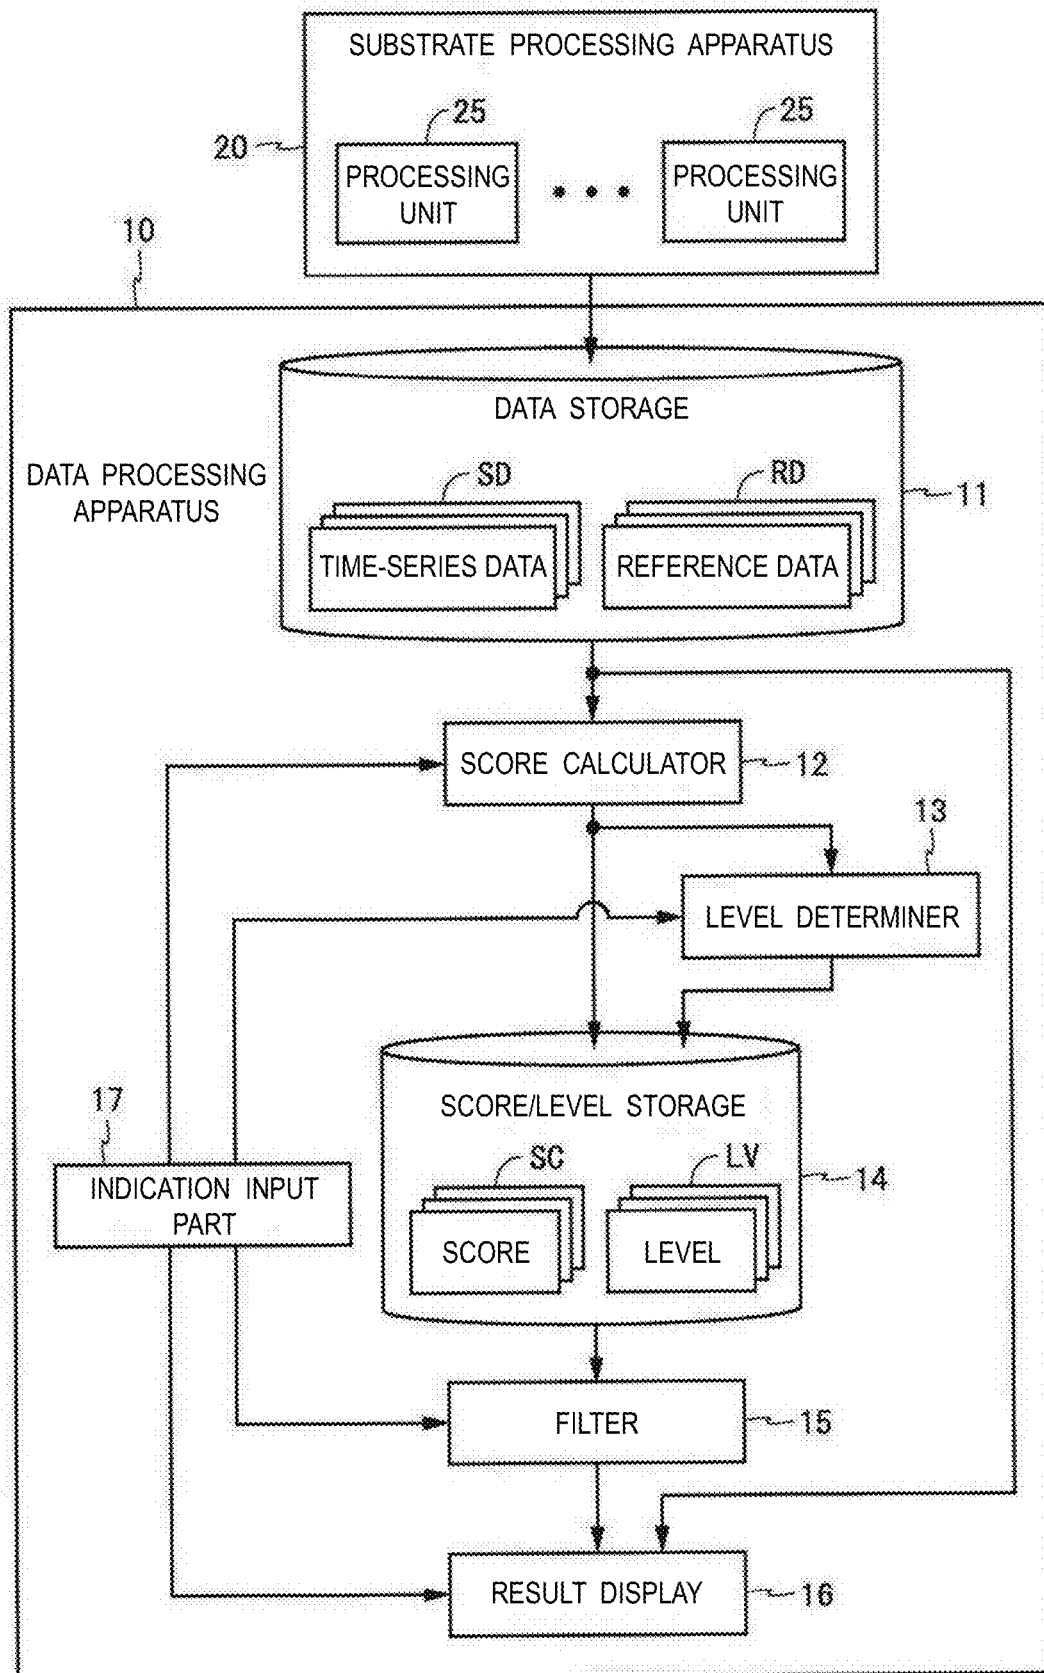 SUBSTRATE PROCESSING APPARATUS
25
25
20
PROCESSING
UNIT
PROCESSING
UNIT
10
DATA STORAGE
DATA PROCESSING
APPARATUS
SD
RD
11
TIME-SERIES DATA
REFERENCE DATA
SCORE CALCULATOR
12
13
LEVEL DETERMINER
17
SCORE/LEVEL STORAGE
SC
LV
14
INDICATION INPUT
PART
SCORE
LEVEL
FILTER
15
RESULT DISPLAY
16